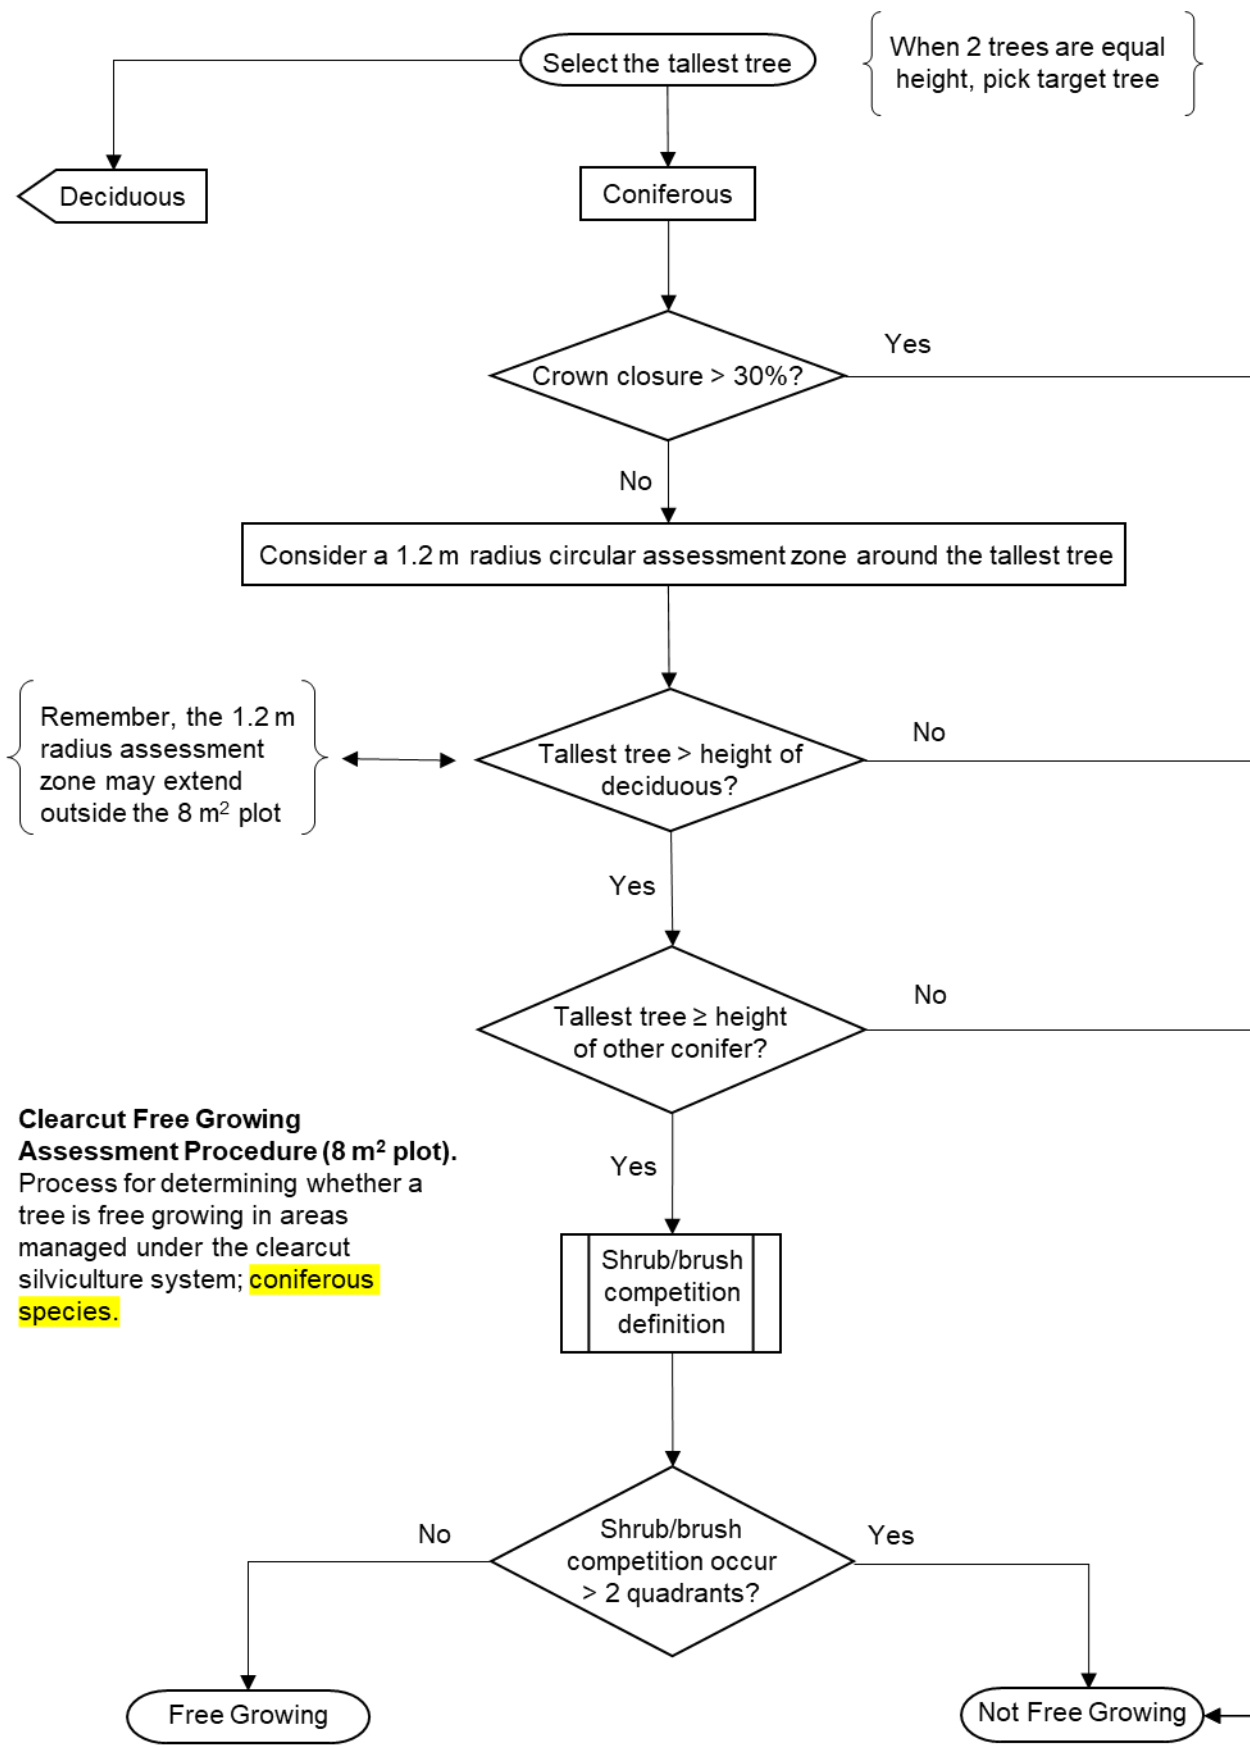 Select the tallest tree
When 2 trees are equal
height, pick target tree
Deciduous
Coniferous
Crown closure > 30%?
Yes
No
Consider a 1.2 m radius circular assessment zone around the tallest tree
Remember, the 1.2 m
radius assessment
zone may extend
outside the 8 m² plot
Tallest tree > height of
deciduous?
No
Yes
Tallest tree ≥ height
of other conifer?
No
Yes
Clearcut Free Growing
Assessment Procedure (8 m² plot).
Process for determining whether a
tree is free growing in areas
managed under the clearcut
silviculture system; coniferous
species.
Shrub/brush
competition
definition
Shrub/brush
competition occur
> 2 quadrants?
No
Yes
Free Growing
Not Free Growing